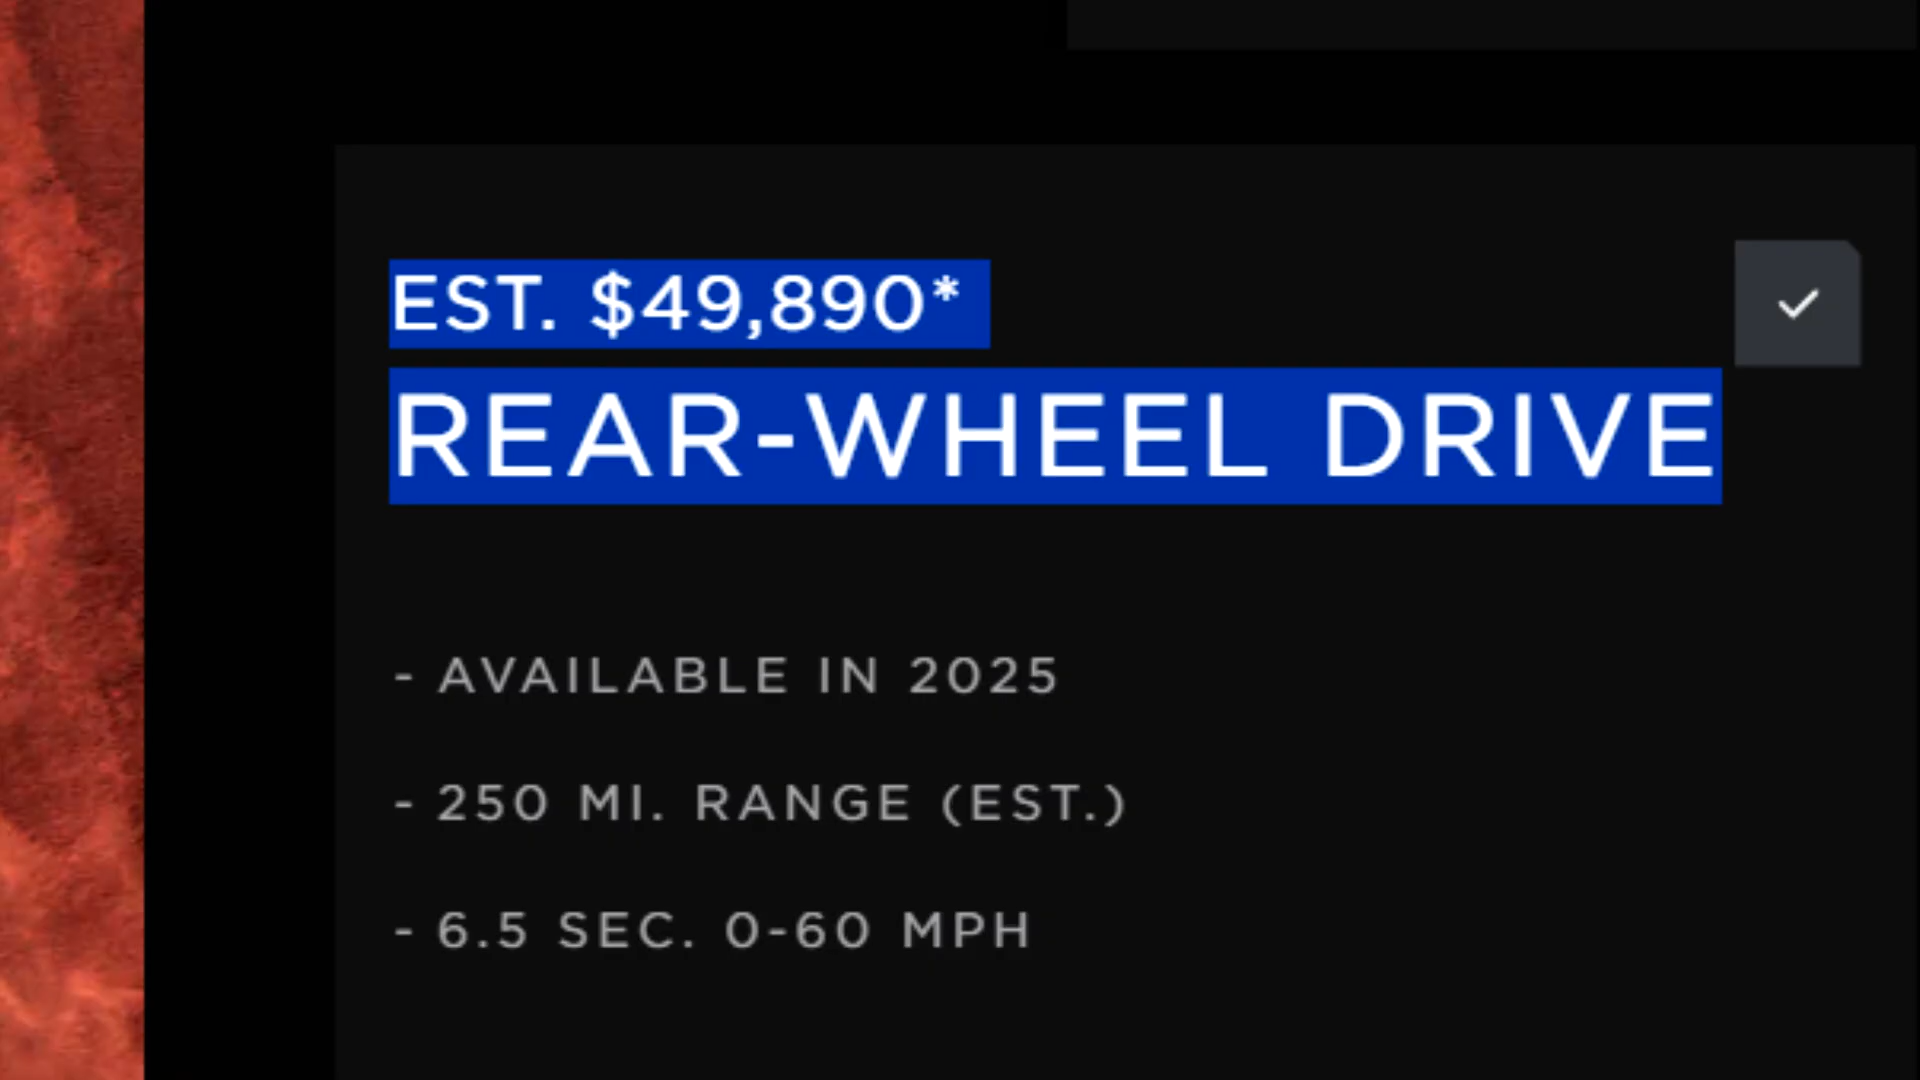 EST. $49,890*
REAR-WHEEL DRIVE
- AVAILABLE IN 2025
- 250 MI. RANGE (EST.)
- 6.5 SEC. 0-60 MPH